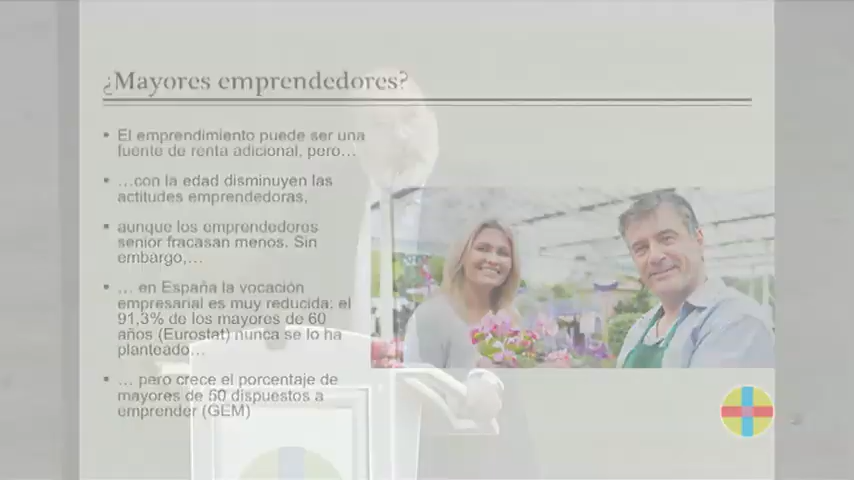 ¿Mayores emprendedores?
▪ El emprendimiento puede ser una
fuente de renta adicional, pero…
▪ …con la edad disminuyen las
actitudes emprendedoras,
▪ aunque los emprendedores
senior fracasan menos. Sin
embargo,…
▪ … en España la vocación
empresarial es muy reducida: el
91,3% de los mayores de 60
años (Eurostat) nunca se lo ha
planteado…
▪ … pero crece el porcentaje de
mayores de 50 dispuestos a
emprender (GEM)